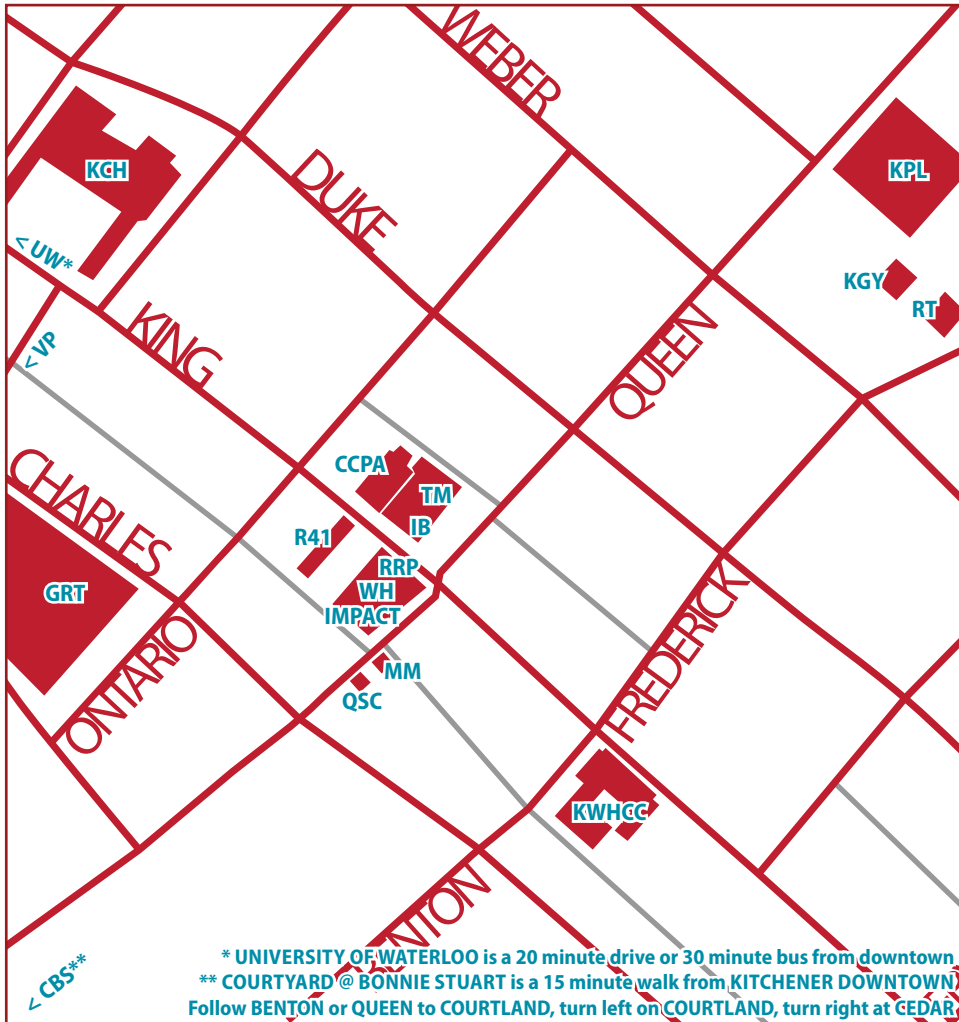 WEBER
KCH
DUKE
KPL
< UW*
KGY
RT
KING
< VP
QUEEN
CHARLES
CCPA
TM
IB
R41
RRP
WH
IMPACT
GRT
FREDERICK
ONTARIO
MM
QSC
KWHCC
BENTON
< CBS**
* UNIVERSITY OF WATERLOO is a 20 minute drive or 30 minute bus from downtown
** COURTYARD @ BONNIE STUART is a 15 minute walk from KITCHENER DOWNTOWN
Follow BENTON or QUEEN to COURTLAND, turn left on COURTLAND, turn right at CEDAR